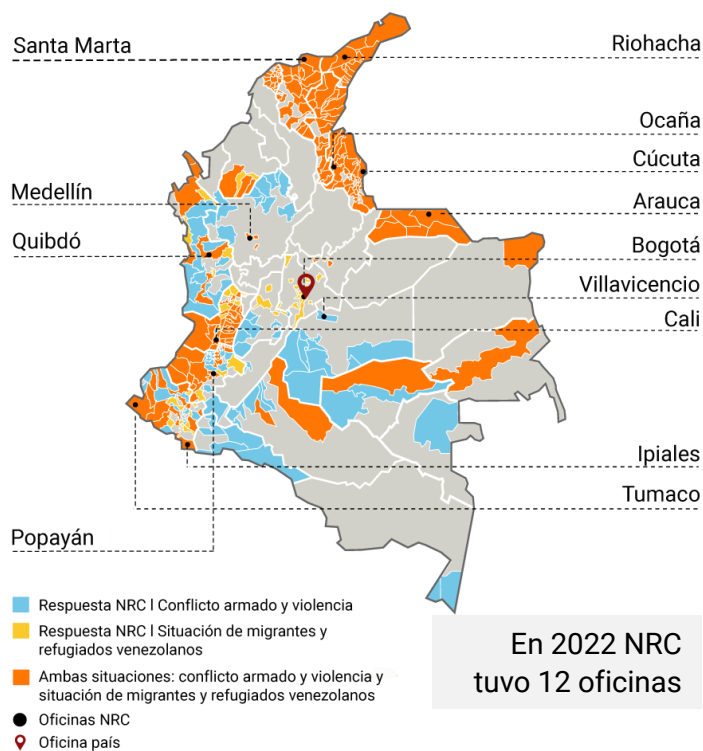 Santa Marta
Riohacha
Ocaña
Cúcuta
Medellín
Arauca
Quibdó
Bogotá
Villavicencio
Cali
Ipiales
Tumaco
Popayán
Respuesta NRC l Conflicto armado y violencia
Respuesta NRC l Situación de migrantes y
refugiados venezolanos
Ambas situaciones: conflicto armado y violencia y
situación de migrantes y refugiados venezolanos
Oficinas NRC
Oficina país
En 2022 NRC
tuvo 12 oficinas